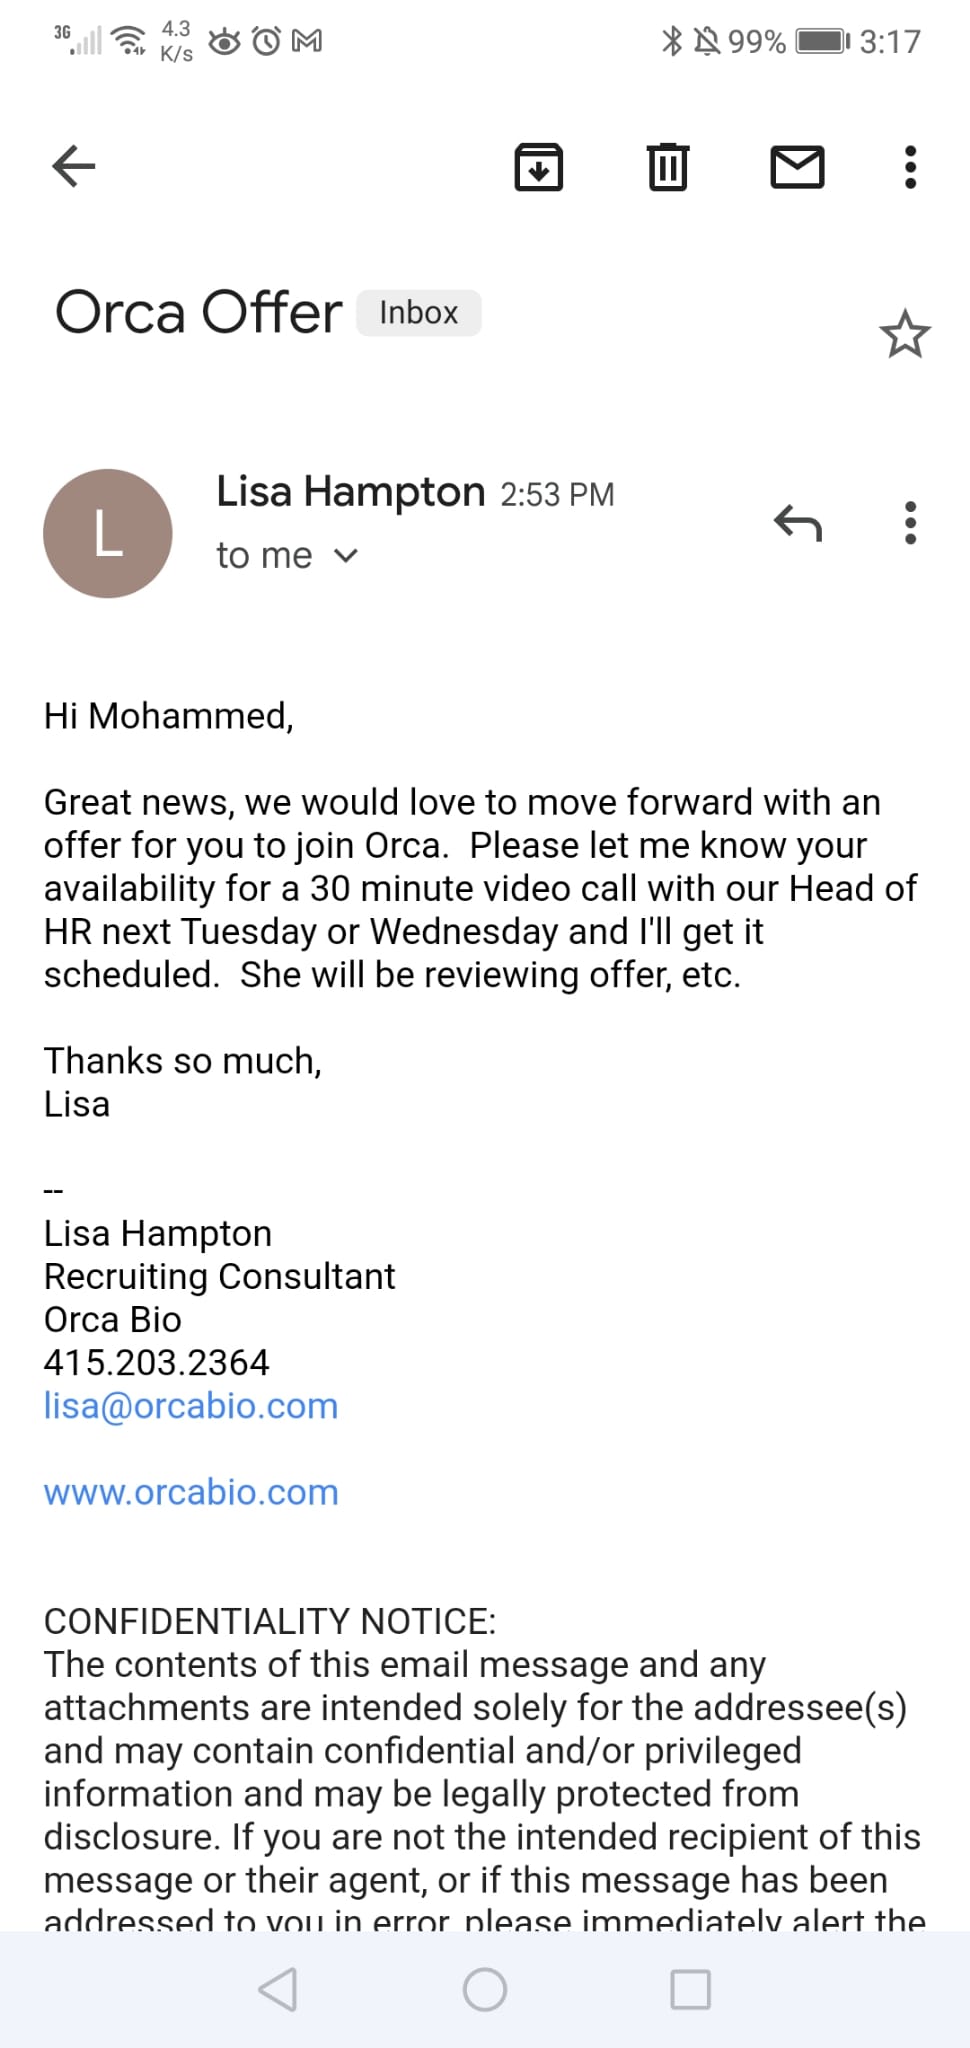 3G 4.3 K/s 99% 3:17
Orca Offer Inbox
L
Lisa Hampton 2:53 PM
to me
Hi Mohammed,
Great news, we would love to move forward with an
offer for you to join Orca.  Please let me know your
availability for a 30 minute video call with our Head of
HR next Tuesday or Wednesday and I'll get it
scheduled.  She will be reviewing offer, etc.
Thanks so much,
Lisa
--
Lisa Hampton
Recruiting Consultant
Orca Bio
415.203.2364
lisa@orcabio.com
www.orcabio.com
CONFIDENTIALITY NOTICE:
The contents of this email message and any
attachments are intended solely for the addressee(s)
and may contain confidential and/or privileged
information and may be legally protected from
disclosure. If you are not the intended recipient of this
message or their agent, or if this message has been
addressed to you in error, please immediately alert the